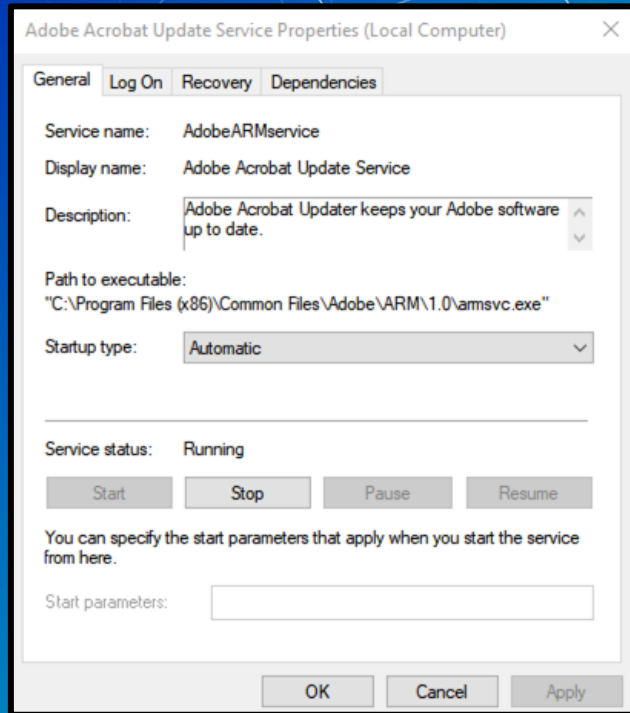 Adobe Acrobat Update Service Properties (Local Computer)
General Log On Recovery Dependencies
Service name: AdobeARMservice
Display name: Adobe Acrobat Update Service
Description: Adobe Acrobat Updater keeps your Adobe software
up to date.
Path to executable:
"C:\Program Files (x86)\Common Files\Adobe\ARM\1.0\armsvc.exe"
Startup type: Automatic
Service status: Running
Start Stop Pause Resume
You can specify the start parameters that apply when you start the service
from here.
Start parameters:
OK Cancel Apply